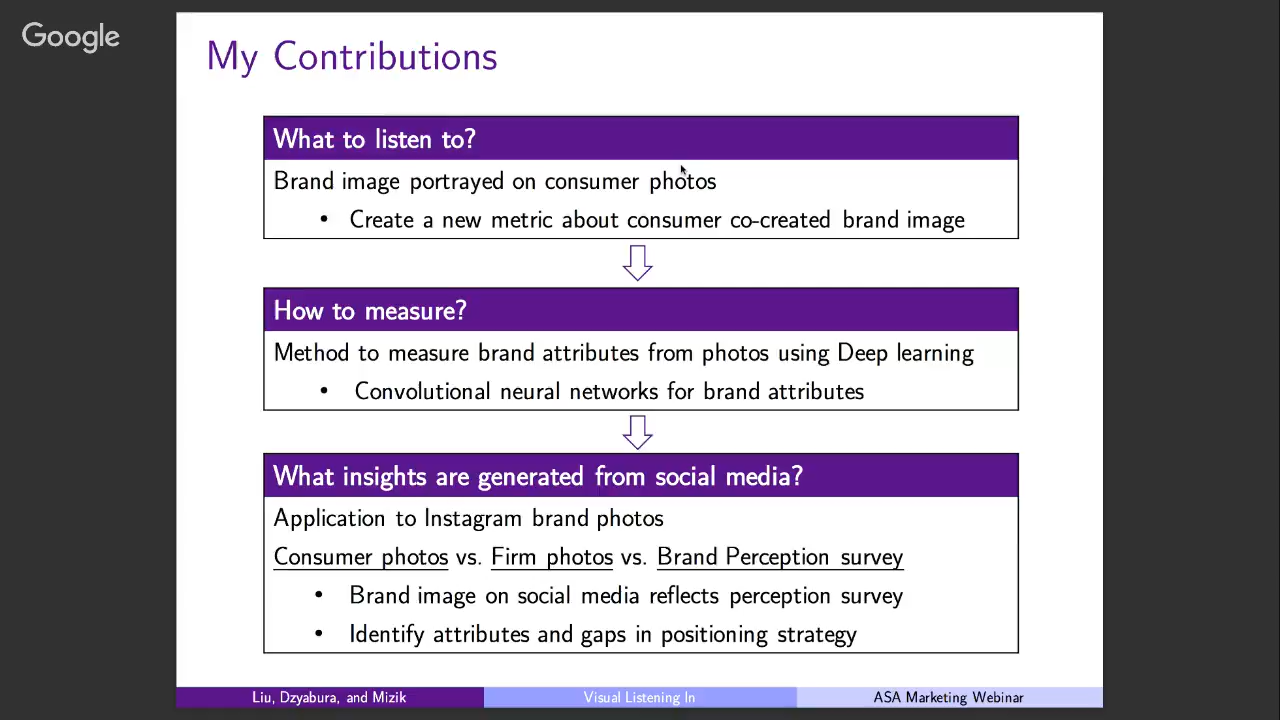 Google
My Contributions
What to listen to?
Brand image portrayed on consumer photos
• Create a new metric about consumer co-created brand image
How to measure?
Method to measure brand attributes from photos using Deep learning
• Convolutional neural networks for brand attributes
What insights are generated from social media?
Application to Instagram brand photos
Consumer photos vs. Firm photos vs. Brand Perception survey
• Brand image on social media reflects perception survey
• Identify attributes and gaps in positioning strategy
Liu, Dzyabura, and Mizik
Visual Listening In
ASA Marketing Webinar